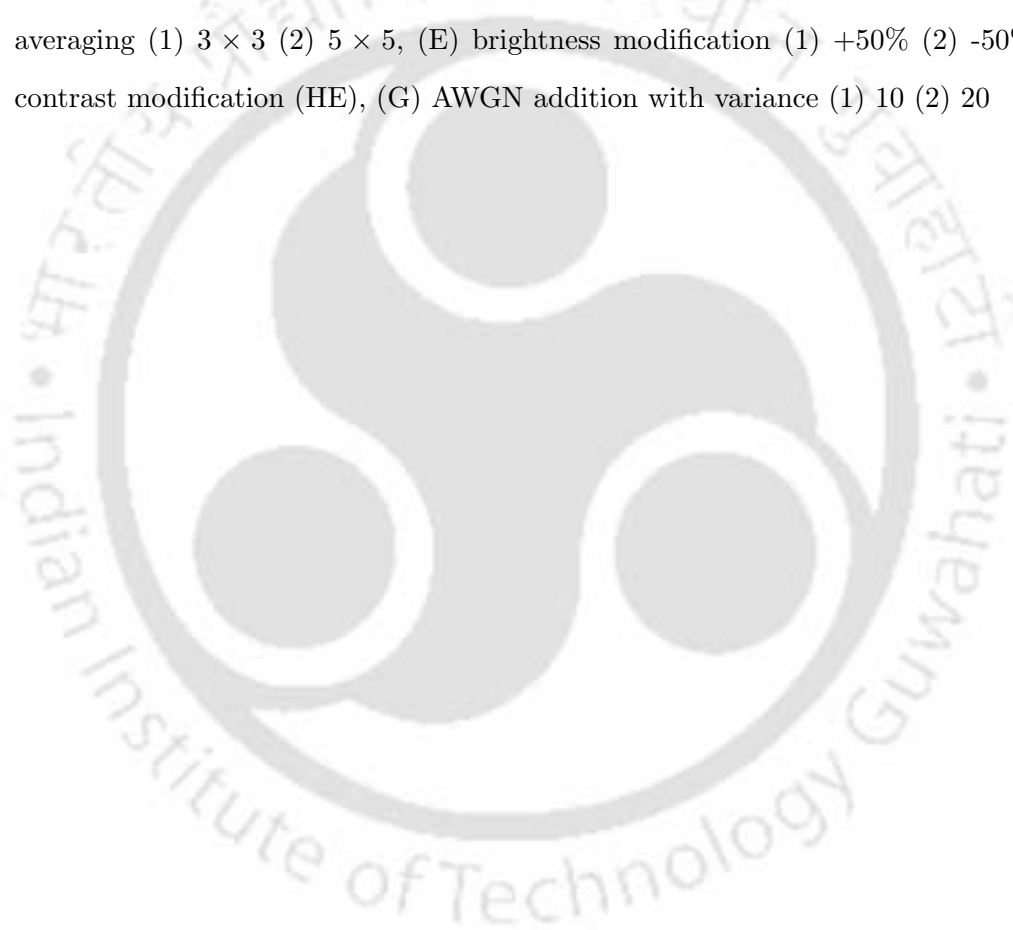 averaging (1) 3 × 3 (2) 5 × 5, (E) brightness modification (1) +50% (2) -50%
contrast modification (HE), (G) AWGN addition with variance (1) 10 (2) 20
Indian Institute of Technology Guwahati